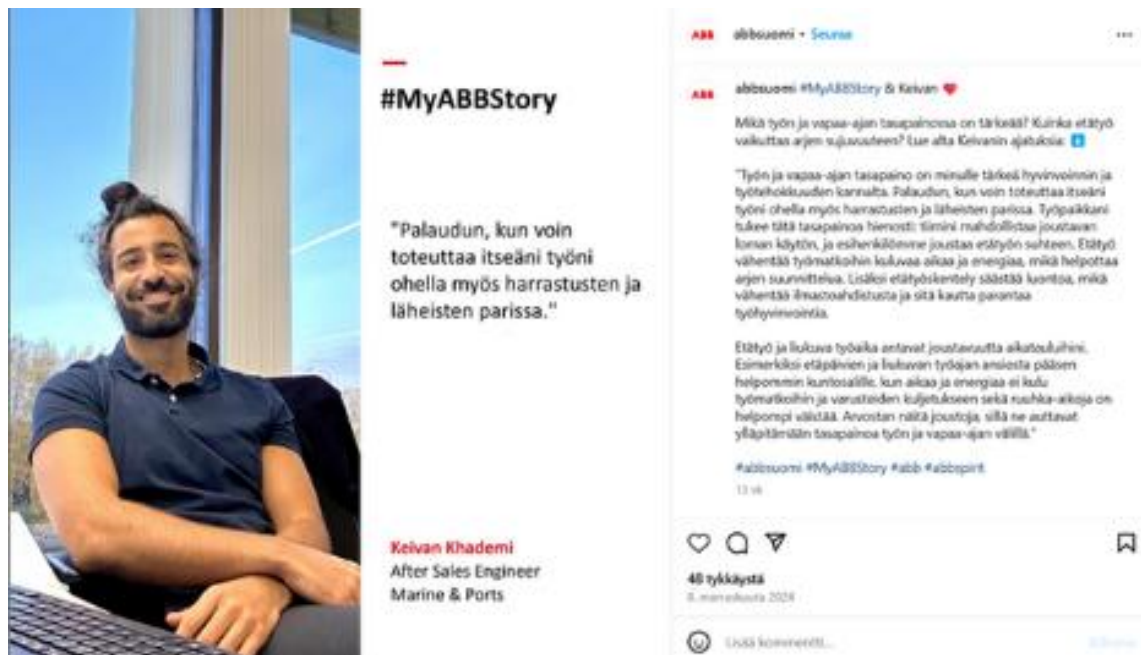 #MyABBStory
"Palaudun, kun voin
toteuttaa itseäni työni
ohella myös harrastusten ja
läheisten parissa."
Keivan Khademi
After Sales Engineer
Marine & Ports
ABB abbsuomi • Seuraa
ABB abbsuomi #MyABBStory & Keivan
Mikä työn ja vapaa-ajan tasapainossa on tärkeää? Kuinka etätyö
vaikuttaa arjen sujuvuuteen? Lue alta Keivanin ajatuksia:
"Työn ja vapaa-ajan tasapaino on minulle tärkeä hyvinvoinnin ja
työtehokkuuden kannalta. Palaudun, kun voin toteuttaa itseäni
työni ohella myös harrastusten ja läheisten parissa. Työpaikkani
tukee tätä tasapainoa hienosti: tiimini mahdollistaa joustavan
loman käytön, ja esihenkilömme joustaa etätyön suhteen. Etätyö
vähentää työmatkoihin kuluvaa aikaa ja energiaa, mikä helpottaa
arjen suunnittelua. Lisäksi etätyöskentely säästää luontoa, mikä
vähentää ilmastoahdistusta ja sitä kautta parantaa
työhyvinvointia.
Etätyö ja liukuva työaika antavat joustavuutta aikatauluihini.
Esimerkiksi etäpäivien ja liukuvan työajan ansiosta pääsen
helpommin kuntosalille, kun aikaa ja energiaa ei kulu
työmatkoihin ja varusteiden kuljetukseen sekä ruuhka-aikoja on
helpompi väistää. Arvostan näitä joustoja, sillä ne auttavat
ylläpitämään tasapainoa työn ja vapaa-ajan välillä."
#abbsuomi #MyABBStory #abb #abbspirit
13 vk
48 tykkäystä
marraskuuta 2024
Lisää kommentti...